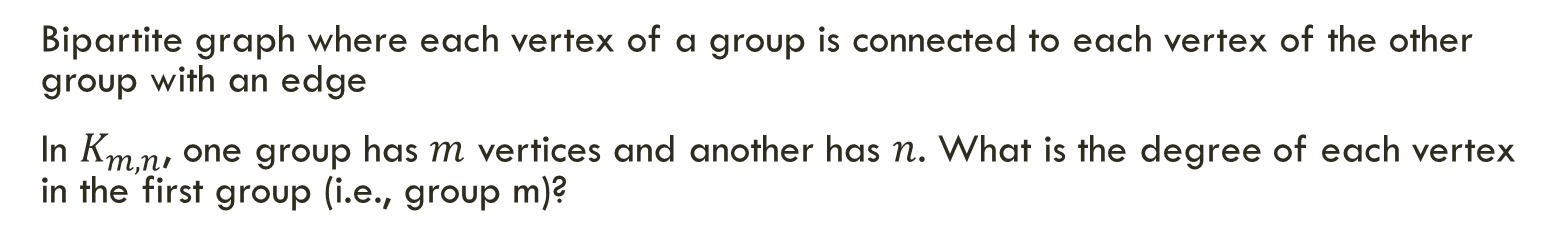 Bipartite graph where each vertex of a group is connected to each vertex of the other
group with an edge
In $K_{m,n}$, one group has $m$ vertices and another has $n$. What is the degree of each vertex
in the first group (i.e., group m)?